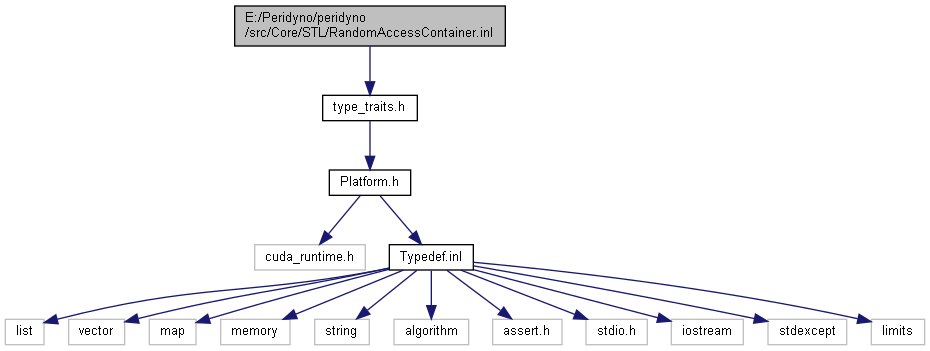 E:/Peridyno/peridyno
/src/Core/STL/RandomAccessContainer.inl
type_traits.h
Platform.h
cuda_runtime.h
Typedef.inl
list
vector
map
memory
string
algorithm
assert.h
stdio.h
iostream
stdexcept
limits